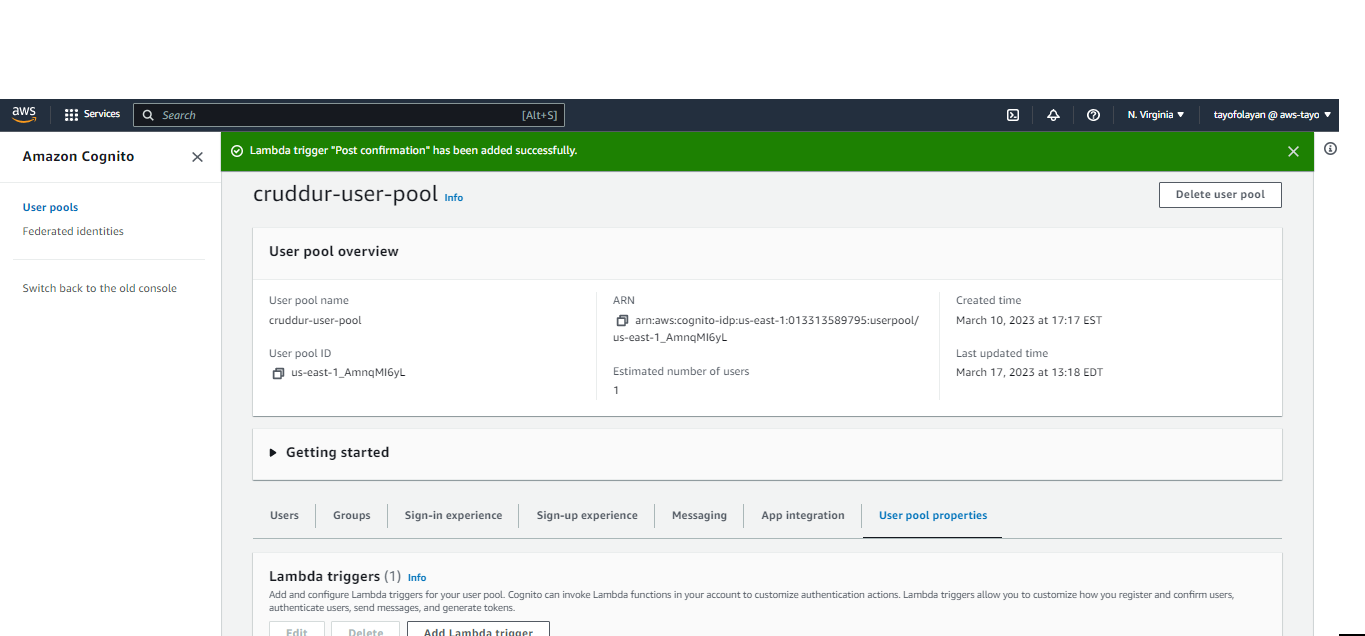 aws
Services
Search
[Alt+S]
N. Virginia
tayofolayan @ aws-tayo
Amazon Cognito
User pools
Federated identities
Switch back to the old console
Lambda trigger "Post confirmation" has been added successfully.
cruddur-user-pool Info
Delete user pool
User pool overview
User pool name
cruddur-user-pool
User pool ID
us-east-1_AmnqMI6yL
ARN
arn:aws:cognito-idp:us-east-1:013313589795:userpool/
us-east-1_AmnqMI6yL
Estimated number of users
1
Created time
March 10, 2023 at 17:17 EST
Last updated time
March 17, 2023 at 13:18 EDT
Getting started
Users
Groups
Sign-in experience
Sign-up experience
Messaging
App integration
User pool properties
Lambda triggers (1) Info
Add and configure Lambda triggers for your user pool. Cognito can invoke Lambda functions in your account to customize authentication actions. Lambda triggers allow you to customize how you register and confirm users,
authenticate users, send messages, and generate tokens.
Edit
Delete
Add Lambda trigger